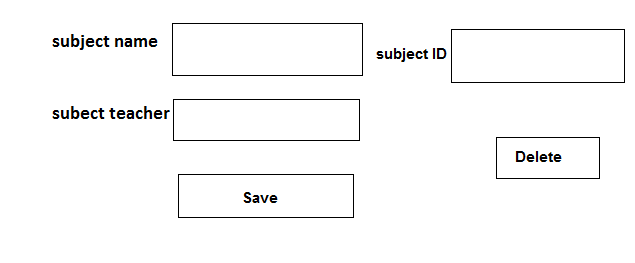 subject name
subject ID
subect teacher
Delete
Save